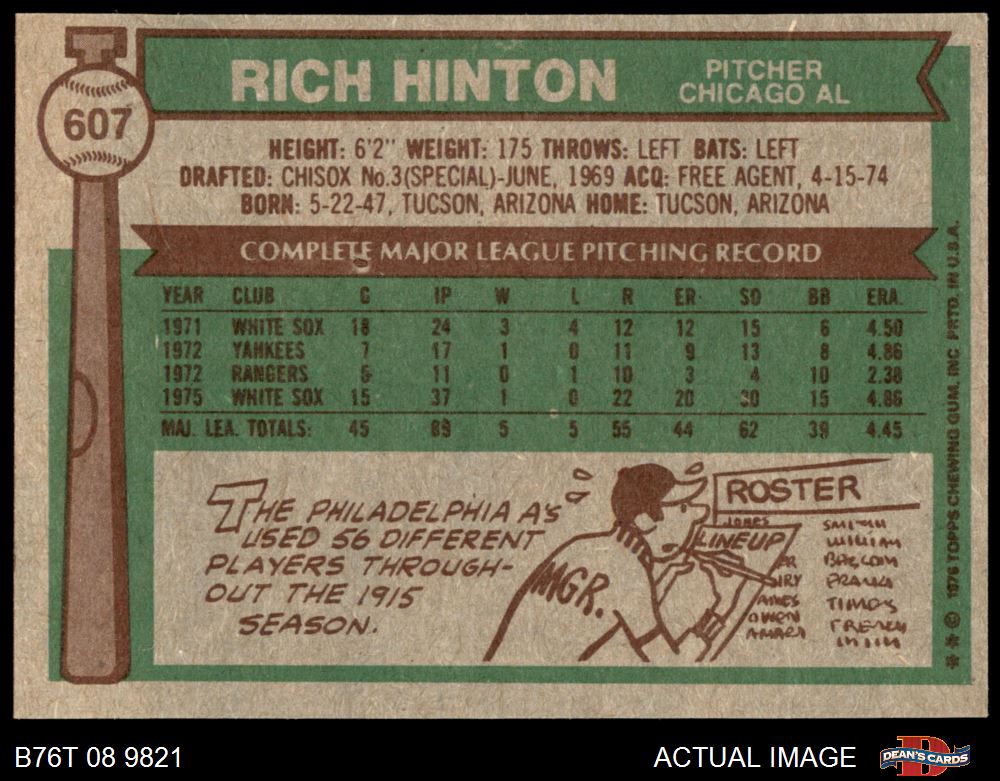 RICH HINTON
PITCHER
CHICAGO AL
607
HEIGHT: 6'2" WEIGHT: 175 THROWS: LEFT BATS: LEFT
DRAFTED: CHISOX No.3(SPECIAL)-JUNE, 1969 ACQ: FREE AGENT, 4-15-74
BORN: 5-22-47, TUCSON, ARIZONA HOME: TUCSON, ARIZONA
COMPLETE MAJOR LEAGUE PITCHING RECORD
YEAR CLUB G IP W L R ER SO BB ERA.
1971 WHITE SOX 18 24 3 4 12 12 15 6 4.50
1972 YANKEES 7 17 1 0 11 9 13 8 4.86
1972 RANGERS 5 11 0 1 10 3 4 10 2.38
1975 WHITE SOX 15 37 1 0 22 20 30 15 4.86
MAJ. LEA. TOTALS: 45 89 5 5 55 44 62 39 4.45
THE PHILADELPHIA A'S
USED 56 DIFFERENT
PLAYERS THROUGH-
OUT THE 1915
SEASON.
MGR.
ROSTER
LINEUP
JONES
SMITH
WILLIAM
FRANKS
TIMOS
FRENCH
OWEN
** © 1976 TOPPS CHEWING GUM, INC PRTD. IN U.S.A.
B76T 08 9821
ACTUAL IMAGE
DEAN'S CARDS